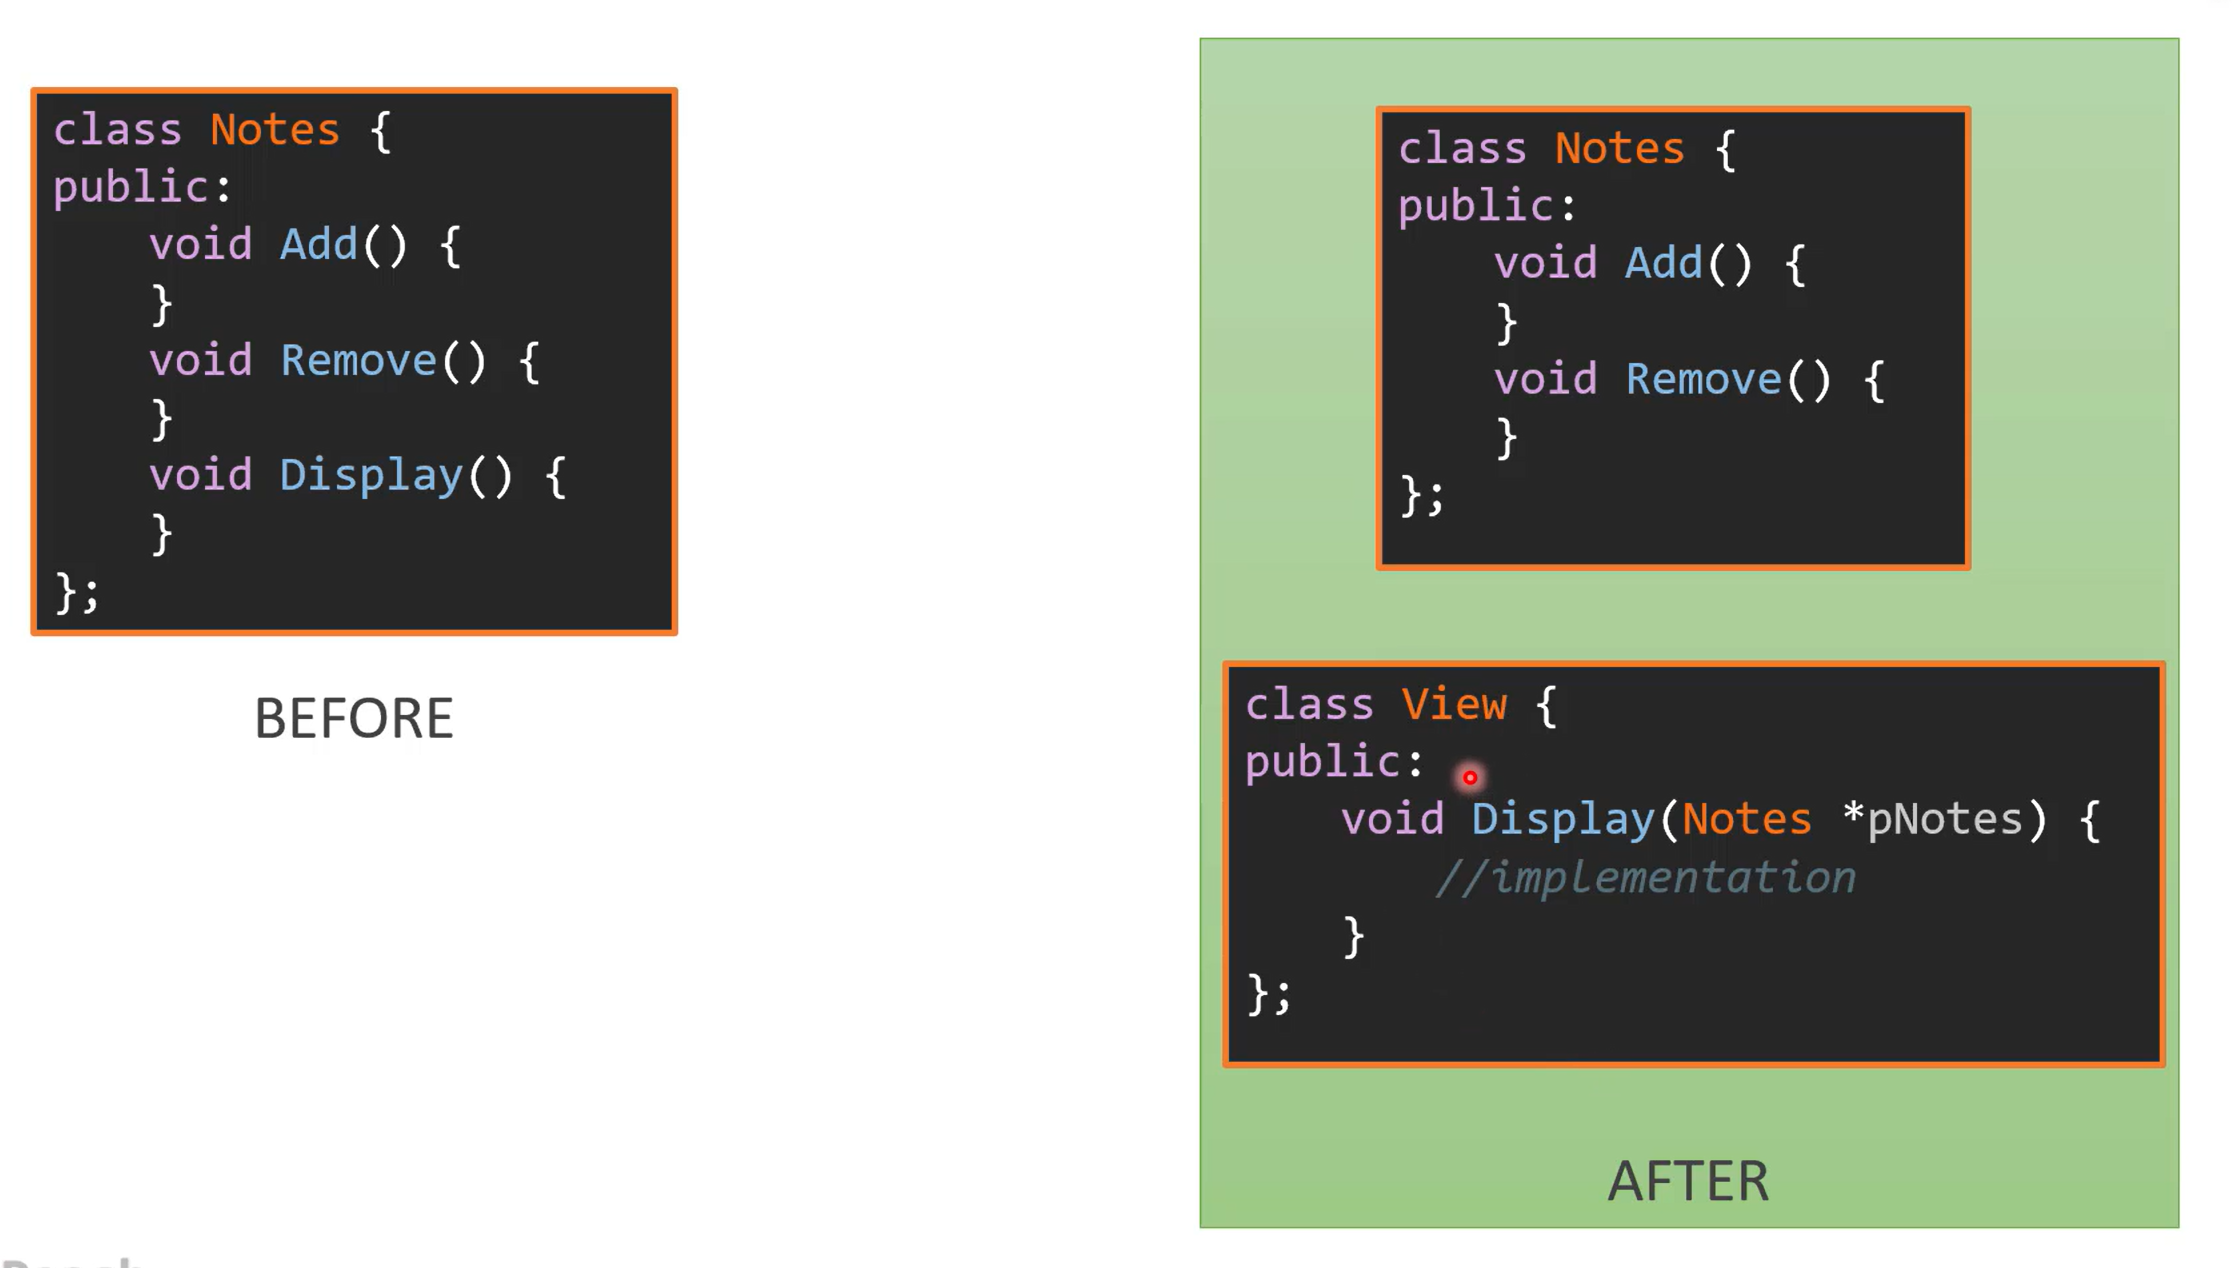 class Notes {
public:
    void Add() {
    }
    void Remove() {
    }
    void Display() {
    }
};
BEFORE
class Notes {
public:
    void Add() {
    }
    void Remove() {
    }
};
class View {
public:
    void Display(Notes *pNotes) {
        //implementation
    }
};
AFTER